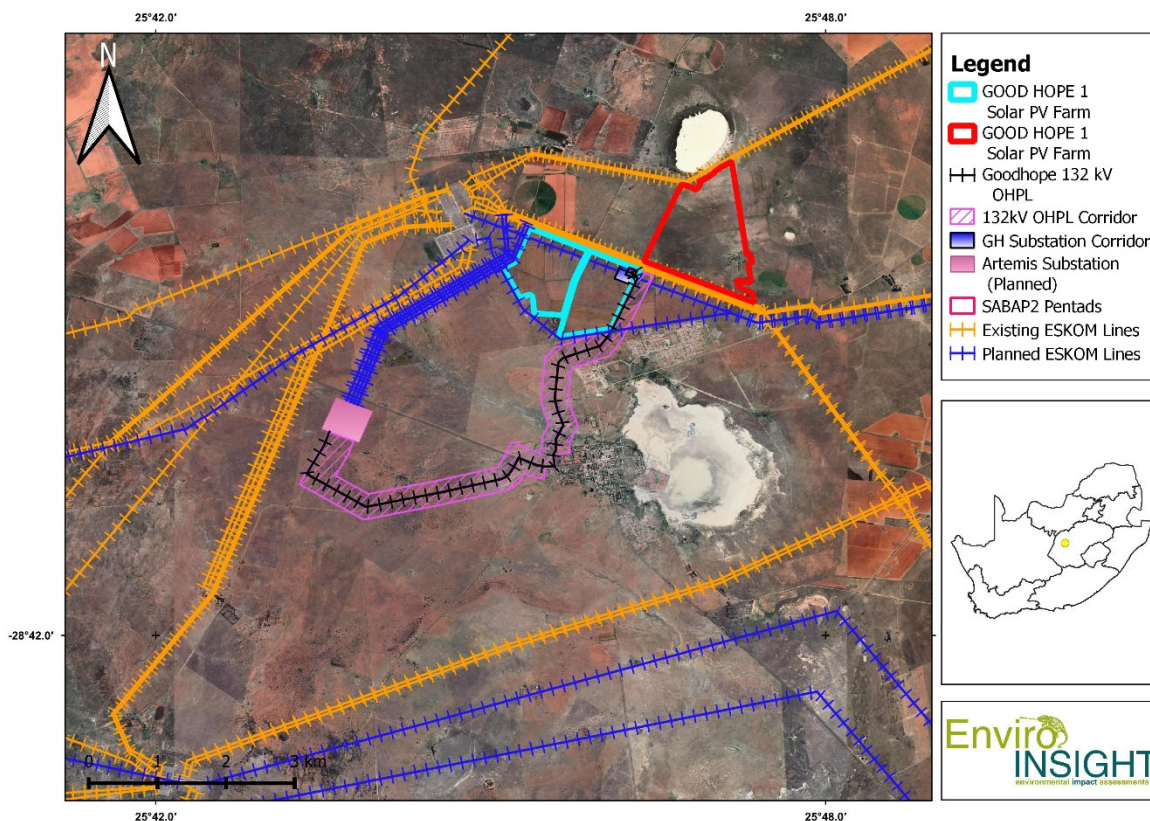 25°42.0'
25°48.0'
N
-28°42.0'
0 1 2 3 km
25°42.0'
25°48.0'
Legend
GOOD HOPE 1
Solar PV Farm
GOOD HOPE 1
Solar PV Farm
Goodhope 132 kV
OHPL
132kV OHPL Corridor
GH Substation Corridor
Artemis Substation
(Planned)
SABAP2 Pentads
Existing ESKOM Lines
Planned ESKOM Lines
Enviro
INSIGHT
environmental impact assessments